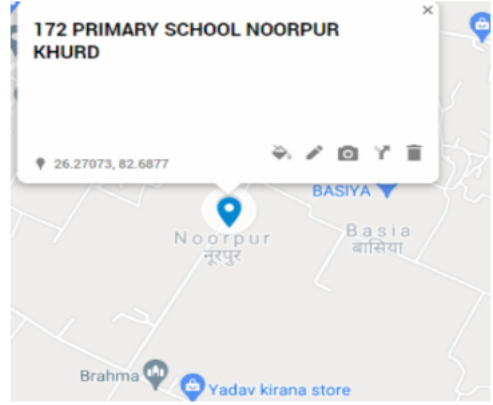 172 PRIMARY SCHOOL NOORPUR
KHURD
26.27073, 82.6877
BASIYA
Noorpur
नूरपुर
Basia
बासिया
Brahma
Yadav kirana store